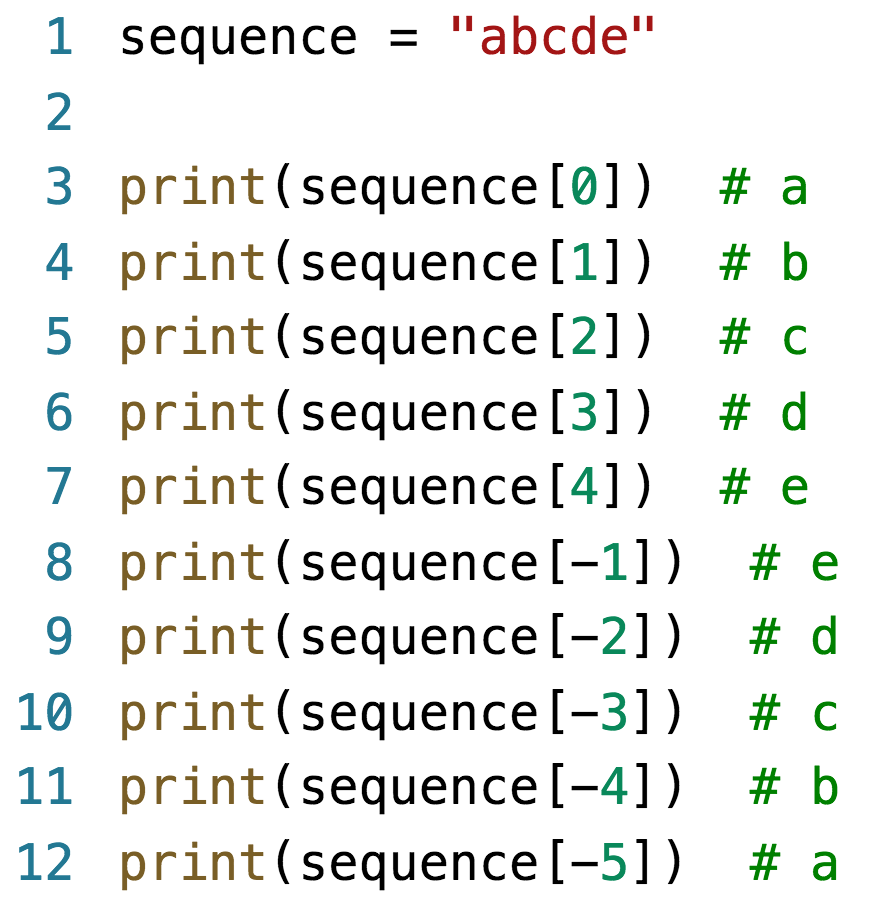 1 sequence = "abcde"
2
3 print(sequence[0])  # a
4 print(sequence[1])  # b
5 print(sequence[2])  # c
6 print(sequence[3])  # d
7 print(sequence[4])  # e
8 print(sequence[-1])  # e
9 print(sequence[-2])  # d
10 print(sequence[-3])  # c
11 print(sequence[-4])  # b
12 print(sequence[-5])  # a